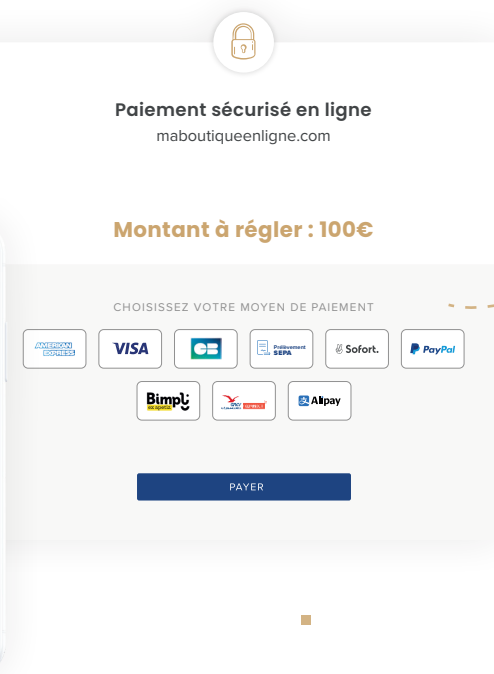 Paiement sécurisé en ligne
maboutiqueenligne.com
Montant à régler : 100€
CHOISISSEZ VOTRE MOYEN DE PAIEMENT
AMERICAN
EXPRESS
VISA
CB
Prélèvement
SEPA
Sofort.
PayPal
Bimpli
CONNECT
Alipay
PAYER